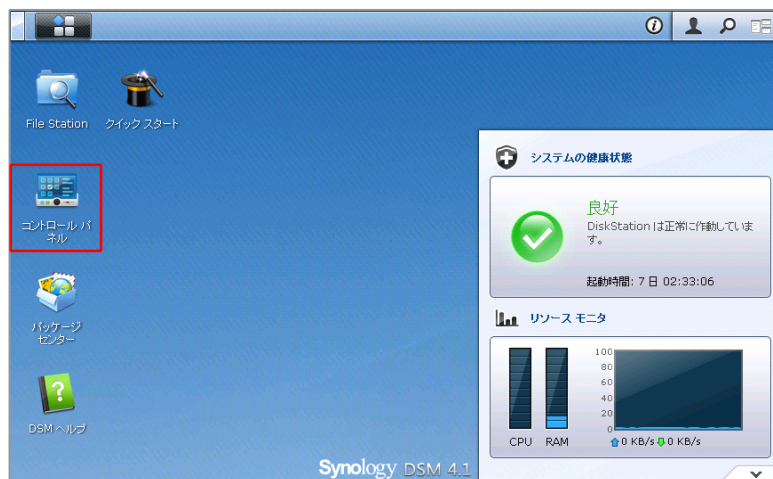 File Station
クイック スタート
コントロール パ
ネル
パッケージ
センター
DSM ヘルプ
システムの健康状態
良好
DiskStation は正常に作動していま
す。
起動時間: 7 日 02:33:06
リソース モニタ
100
80
60
40
20
0
CPU RAM
0 KB/s 0 KB/s
Synology DSM 4.1